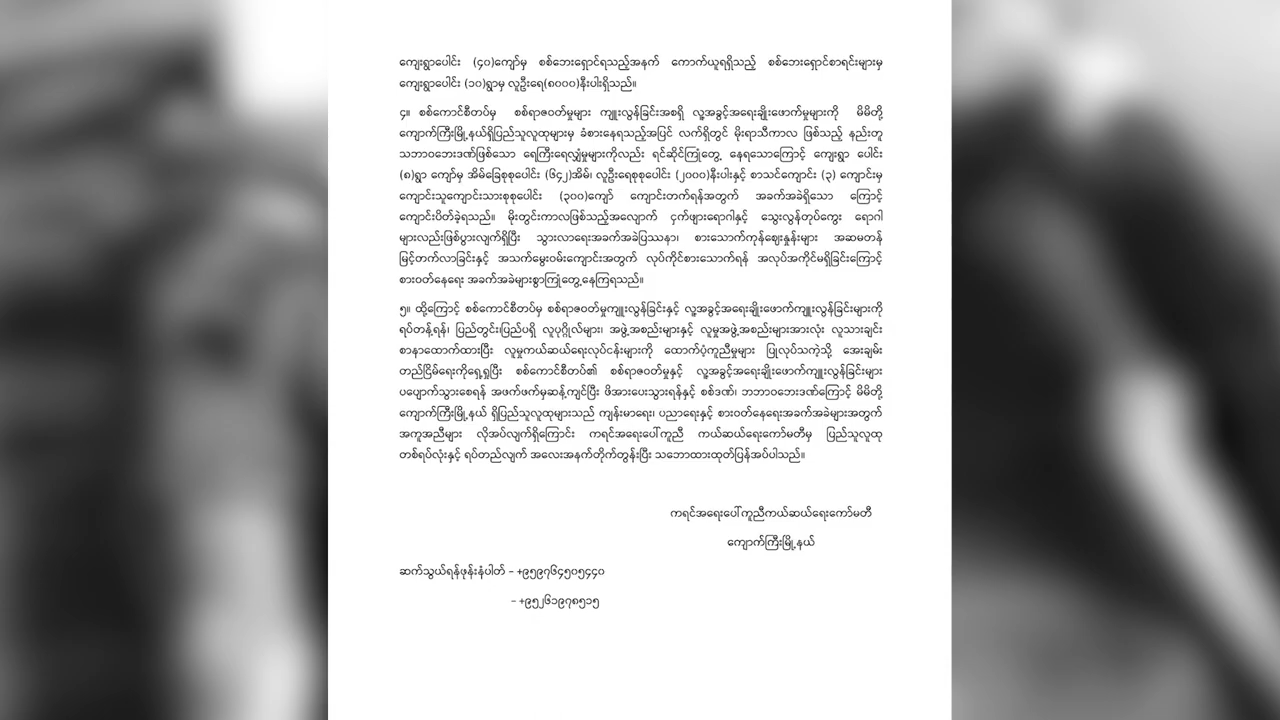 ကျေးရွာပေါင်း (၄၀)ကျော်မှ စစ်ဘေးရှောင်ရသည့်အနက် ကောက်ယူရရှိသည့် စစ်ဘေးရှောင်စာရင်းများမှ
ကျေးရွာပေါင်း (၁၀)ရွာမှ လူဦးရေ(၈၀၀၀)နီးပါးရှိသည်။
၄။ စစ်ကောင်စီတပ်မှ စစ်ရာဇဝတ်မှုများ ကျူးလွန်ခြင်းအစရှိ လူ့အခွင့်အရေးချိုးဖောက်မှုများကို မိမိတို့
ကျောက်ကြီးမြို့နယ်ရှိပြည်သူလူထုများမှ ခံစားနေရသည့်အပြင် လက်ရှိတွင် မိုးရာသီကာလ ဖြစ်သည့် နည်းတူ
သဘာဝဘေးဒဏ်ဖြစ်သော ရေကြီးရေလျှံမှုများကိုလည်း ရင်ဆိုင်ကြုံတွေ့ နေရသောကြောင့် ကျေးရွာ ပေါင်း
(၈)ရွာ ကျော်မှ အိမ်ခြေစုစုပေါင်း (၆၄၂)အိမ်၊ လူဦးရေစုစုပေါင်း (၂၀၀၀)နီးပါးနှင့် စာသင်ကျောင်း (၃) ကျောင်းမှ
ကျောင်းသူကျောင်းသားစုစုပေါင်း (၃၀၀)ကျော် ကျောင်းတက်ရန်အတွက် အခက်အခဲရှိသော ကြောင့်
ကျောင်းပိတ်ခဲ့ရသည်။ မိုးတွင်းကာလဖြစ်သည့်အလျောက် ငှက်ဖျားရောဂါနှင့် သွေးလွန်တုပ်ကွေး ရောဂါ
များလည်းဖြစ်ပွားလျက်ရှိပြီး သွားလာရေးအခက်အခဲပြဿနာ၊ စားသောက်ကုန်ဈေးနှုန်းများ အဆမတန်
မြင့်တက်လာခြင်းနှင့် အသက်မွေးဝမ်းကျောင်းအတွက် လုပ်ကိုင်စားသောက်ရန် အလုပ်အကိုင်မရှိခြင်းကြောင့်
စားဝတ်နေရေး အခက်အခဲများစွာကြုံတွေ့နေကြရသည်။
၅။ ထို့ကြောင့် စစ်ကောင်စီတပ်မှ စစ်ရာဇဝတ်မှုကျူးလွန်ခြင်းနှင့် လူ့အခွင့်အရေးချိုးဖောက်ကျူးလွန်ခြင်းများကို
ရပ်တန့်ရန်၊ ပြည်တွင်းပြည်ပရှိ လူပုဂ္ဂိုလ်များ၊ အဖွဲ့အစည်းများနှင့် လူမှုအဖွဲ့အစည်းများအားလုံး လူသားချင်း
စာနာထောက်ထားပြီး လူမှုကယ်ဆယ်ရေးလုပ်ငန်းများကို ထောက်ပံ့ကူညီမှုများ ပြုလုပ်သကဲ့သို့ အေးချမ်း
တည်ငြိမ်ရေးကိုရှေ့ရှုပြီး စစ်ကောင်စီတပ်၏ စစ်ရာဇဝတ်မှုနှင့် လူ့အခွင့်အရေးချိုးဖောက်ကျူးလွန်ခြင်းများ
ပပျောက်သွားစေရန် အဖက်ဖက်မှဆန့်ကျင်ပြီး ဖိအားပေးသွားရန်နှင့် စစ်ဒဏ်၊ ဘဘာဝဘေးဒဏ်ကြောင့် မိမိတို့
ကျောက်ကြီးမြို့နယ် ရှိပြည်သူလူထုများသည် ကျန်းမာရေး၊ ပညာရေးနှင့် စားဝတ်နေရေးအခက်အခဲများအတွက်
အကူအညီများ လိုအပ်လျက်ရှိကြောင်း ကရင်အရေးပေါ်ကူညီ ကယ်ဆယ်ရေးကော်မတီမှ ပြည်သူလူထု
တစ်ရပ်လုံးနှင့် ရပ်တည်လျက် အလေးအနက်တိုက်တွန်းပြီး သဘောထားထုတ်ပြန်အပ်ပါသည်။
ကရင်အရေးပေါ်ကူညီကယ်ဆယ်ရေးကော်မတီ
ကျောက်ကြီးမြို့နယ်
ဆက်သွယ်ရန်ဖုန်းနံပါတ် – +၉၅၉၇၆၄၅၀၅၄၄၀
– +၉၅၂၆၁၉၇၈၅၁၅